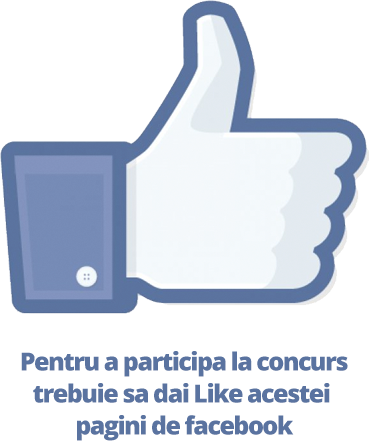 Pentru a participa la concurs
trebuie sa dai Like acestei
pagini de facebook